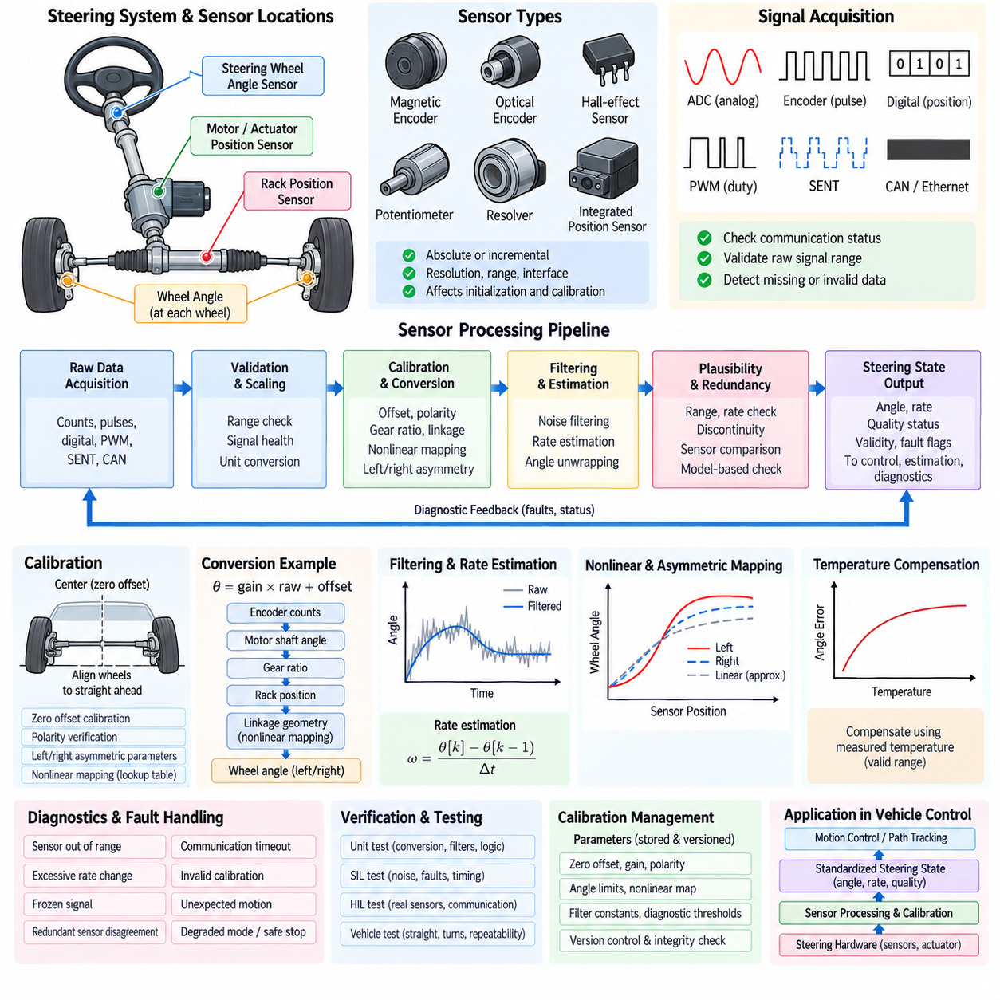 Steering System & Sensor Locations
Steering Wheel
Angle Sensor
Motor / Actuator
Position Sensor
Rack Position
Sensor
Wheel Angle
(at each wheel)
Sensor Types
Magnetic
Encoder
Optical
Encoder
Hall-effect
Sensor
Potentiometer
Resolver
Integrated
Position Sensor
Absolute or incremental
Resolution, range, interface
Affects initialization and calibration
Signal Acquisition
ADC (analog)
Encoder (pulse)
0 1 0 1
Digital (position)
PWM (duty)
SENT
CAN / Ethernet
Check communication status
Validate raw signal range
Detect missing or invalid data
Sensor Processing Pipeline
Raw Data
Acquisition
Counts, pulses,
digital, PWM,
SENT, CAN
Validation
& Scaling
Range check
Signal health
Unit conversion
Calibration
& Conversion
Offset, polarity
Gear ratio, linkage
Nonlinear mapping
Left/right asymmetry
Filtering
& Estimation
Noise filtering
Rate estimation
Angle unwrapping
Plausibility
& Redundancy
Range, rate check
Discontinuity
Sensor comparison
Model-based check
Steering State
Output
Angle, rate
Quality status
Validity, fault flags
To control, estimation,
diagnostics
Diagnostic Feedback (faults, status)
Calibration
Center (zero offset)
Align wheels
to straight ahead
Zero offset calibration
Polarity verification
Left/right asymmetric parameters
Nonlinear mapping (lookup table)
Conversion Example
θ = gain × raw + offset
Encoder counts
Motor shaft angle
Gear ratio
Rack position
Linkage geometry
(nonlinear mapping)
Wheel angle (left/right)
Filtering & Rate Estimation
Raw
Filtered
Angle
Time
Rate estimation
ω = θ[k] − θ[k − 1) / Δt
Nonlinear & Asymmetric Mapping
Wheel Angle
Left
Right
Linear (approx.)
Sensor Position
Temperature Compensation
Angle Error
Temperature
Compensate using
measured temperature
(valid range)
Diagnostics & Fault Handling
Sensor out of range
Communication timeout
Excessive rate change
Invalid calibration
Frozen signal
Unexpected motion
Redundant sensor disagreement
Degraded mode / safe stop
Verification & Testing
Unit test (conversion, filters, logic)
SIL test (noise, faults, timing)
HIL test (real sensors, communication)
Vehicle test (straight, turns, repeatability)
Calibration Management
Parameters (stored & versioned)
Zero offset, gain, polarity
Angle limits, nonlinear map
Filter constants, diagnostic thresholds
Version control & integrity check
Application in Vehicle Control
Motion Control / Path Tracking
Standardized Steering State
(angle, rate, quality)
Sensor Processing & Calibration
Steering Hardware (sensors, actuator)